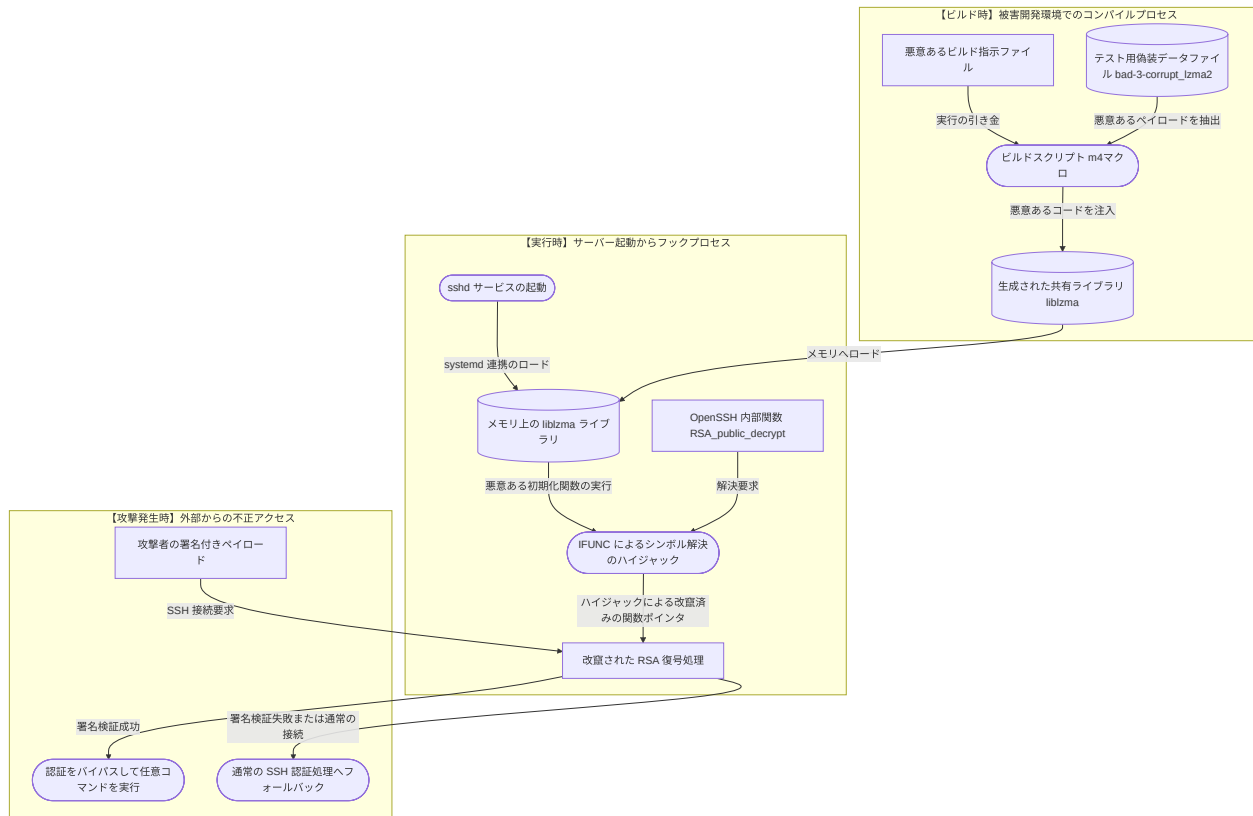 【ビルド時】被害開発環境でのコンパイルプロセス
悪意あるビルド指示ファイ
ル
テスト用偽装データファイ
ル bad-3-corrupt_lzma2
実行の引き金
悪意あるペイロードを抽出
ビルドスクリプト m4マク
ロ
悪意あるコードを注入
生成された共有ライブラリ
liblzma
メモリへロード
【実行時】サーバー起動からフックプロセス
sshd サービスの起動
systemd 連携のロード
メモリ上の liblzma ライブ
ラリ
OpenSSH 内部関数
RSA_public_decrypt
悪意ある初期化関数の実行
解決要求
IFUNC によるシンボル解決
のハイジャック
ハイジャックによる改竄済
みの関数ポインタ
改竄された RSA 復号処理
【攻撃発生時】外部からの不正アクセス
攻撃者の署名付きペイロー
ド
SSH 接続要求
署名検証成功
署名検証失敗または通常の
接続
認証をバイパスして任意コ
マンドを実行
通常の SSH 認証処理へフ
ォールバック